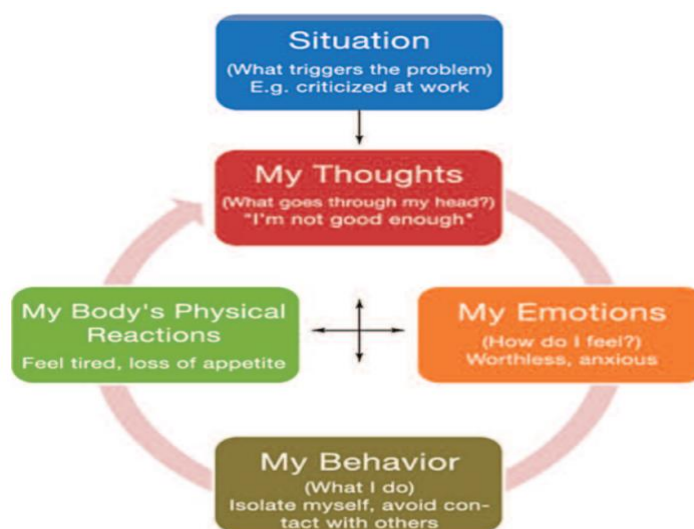 Situation
(What triggers the problem)
E.g. criticized at work
My Thoughts
(What goes through my head?)
"I'm not good enough"
My Body's Physical
Reactions
Feel tired, loss of appetite
My Emotions
(How do I feel?)
Worthless, anxious
My Behavior
(What I do)
Isolate myself, avoid con-
tact with others